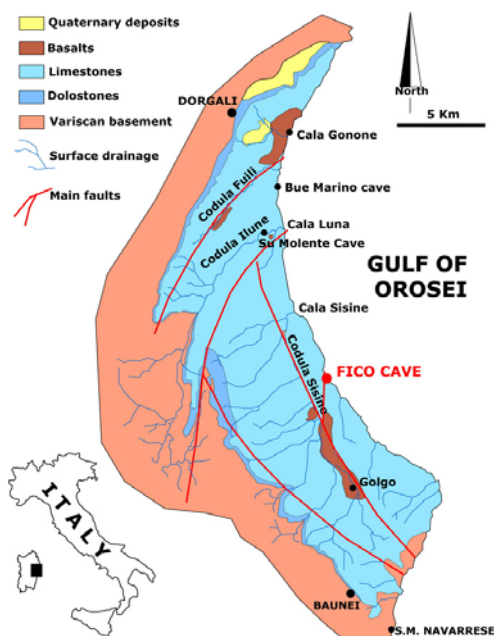 Quaternary deposits
Basalts
Limestones
Dolostones
Variscan basement
Surface drainage
Main faults
North
5 Km
DORGALI
Cala Gonone
Codula Fuili
Bue Marino cave
Codula Ilune
Cala Luna
Su Molente Cave
GULF OF
OROSEI
Cala Sisine
Codula Sisine
FICO CAVE
Golgo
ITALY
BAUNEI
S.M. NAVARRESE